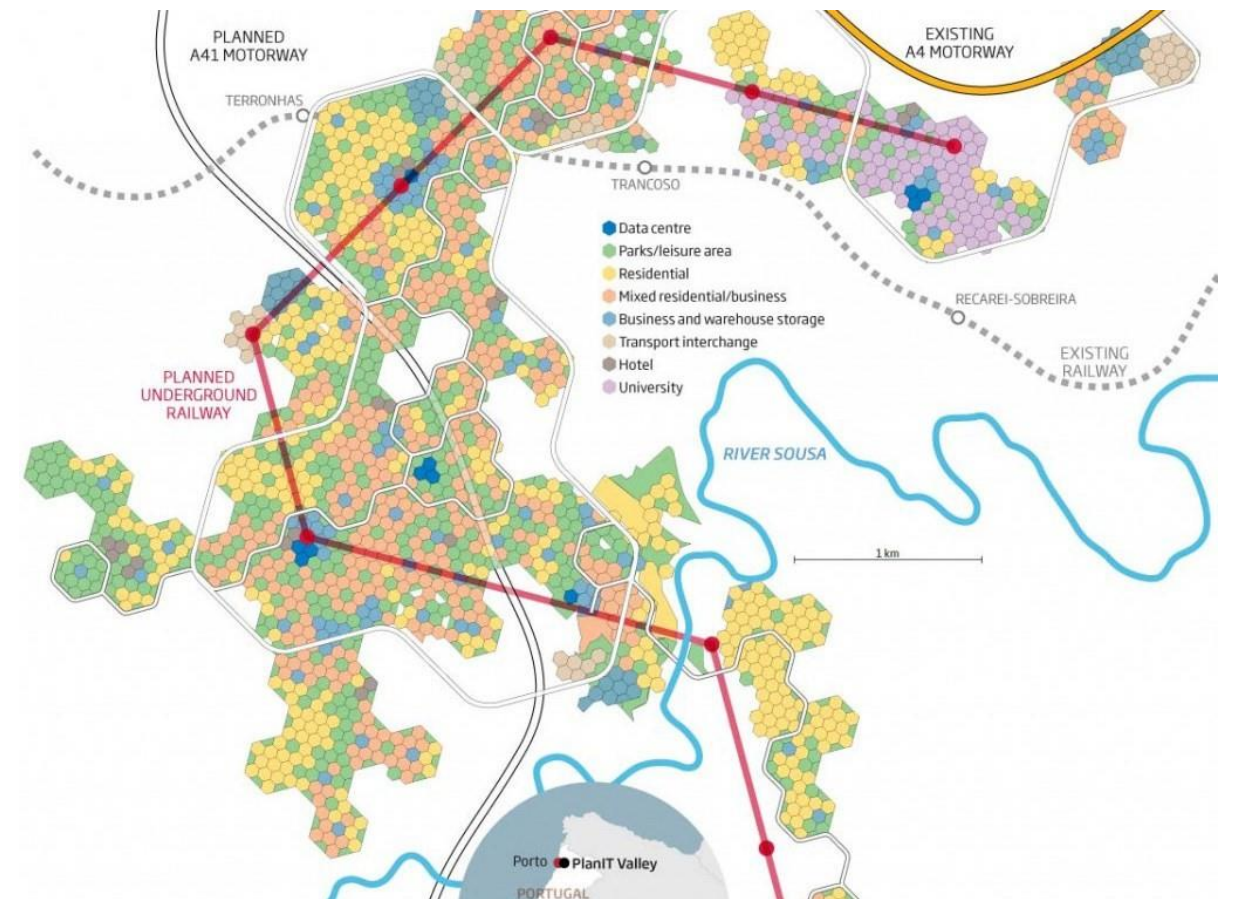 PLANNED
A41 MOTORWAY
EXISTING
A4 MOTORWAY
TERRONHAS
TRANCOSO
Data centre
Parks/leisure area
Residential
Mixed residential/business
Business and warehouse storage
Transport interchange
Hotel
University
RECAREI-SOBREIRA
EXISTING
RAILWAY
PLANNED
UNDERGROUND
RAILWAY
RIVER SOUSA
1 km
Porto PlanIT Valley
PORTUGAL